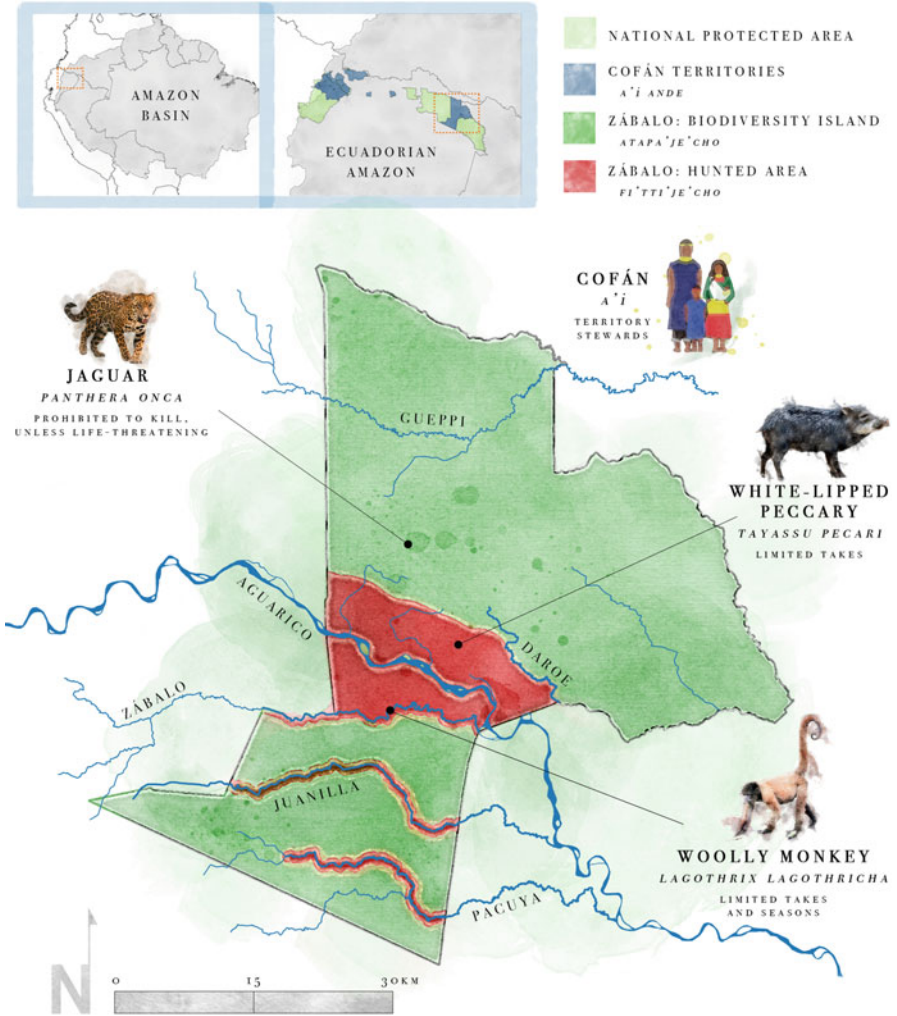 AMAZON
BASIN
ECUADORIAN
AMAZON
NATIONAL PROTECTED AREA
COFÁN TERRITORIES
A'I ANDE
ZÁBALO: BIODIVERSITY ISLAND
ATAPA'JE'CHO
ZÁBALO: HUNTED AREA
FI'TTI'JE'CHO
COFÁN
A'I
TERRITORY
STEWARDS
JAGUAR
PANTHERA ONCA
PROHIBITED TO KILL,
UNLESS LIFE-THREATENING
GUEPPI
WHITE-LIPPED
PECCARY
TAYASSU PECARI
LIMITED TAKES
AGUARICO
DAROE
ZÁBALO
JUANILLA
WOOLLY MONKEY
LAGOTHRIX LAGOTHRICHA
LIMITED TAKES
AND SEASONS
PACUYA
N
0 15 30KM